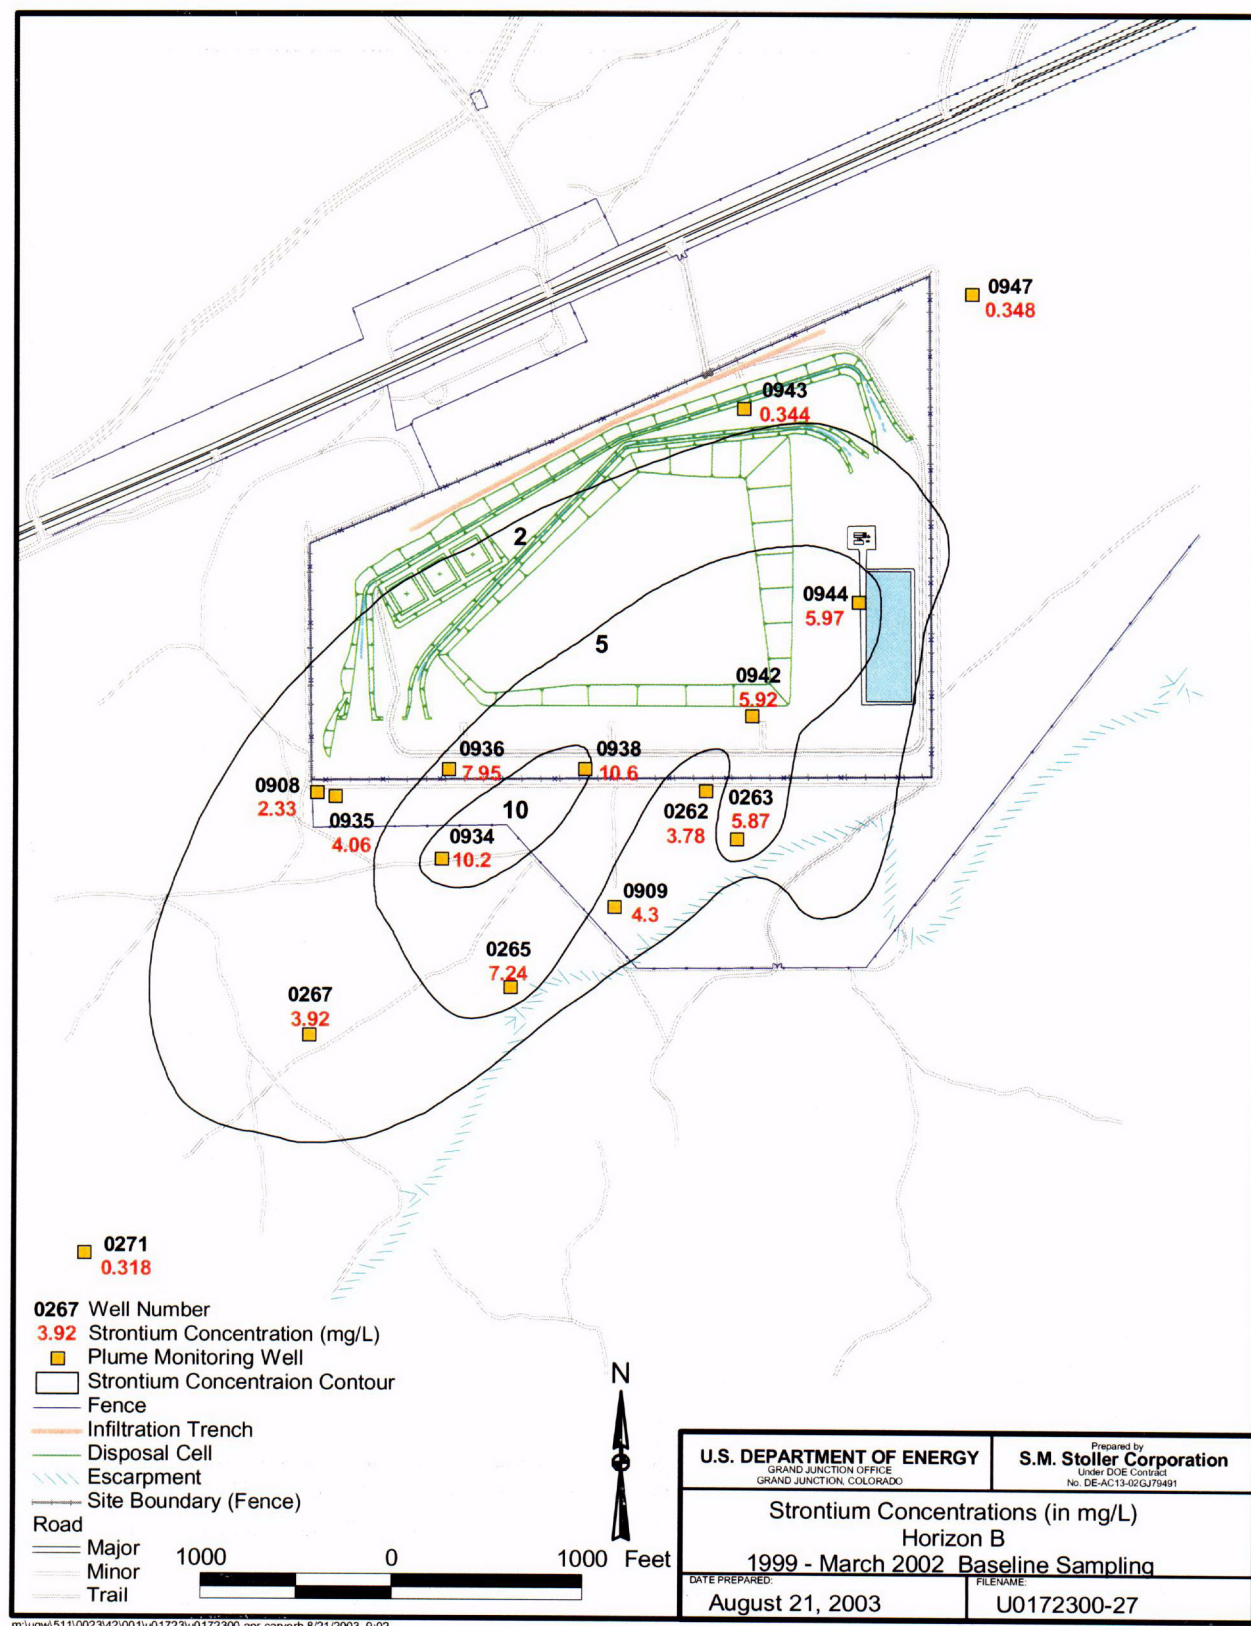 0947
0.348
0943
0.344
2
0944
5.97
5
0942
5.92
0936
7.95
0938
10.6
0908
2.33
0935
4.06
10
0262
3.78
0263
5.87
0934
10.2
0909
4.3
0265
7.24
0267
3.92
0271
0.318
0267 Well Number
3.92 Strontium Concentration (mg/L)
Plume Monitoring Well
Strontium Concentraion Contour
Fence
Infiltration Trench
Disposal Cell
Escarpment
Site Boundary (Fence)
Road
Major
Minor
Trail
N
1000 0 1000 Feet
U.S. DEPARTMENT OF ENERGY
GRAND JUNCTION OFFICE
GRAND JUNCTION, COLORADO
Prepared by
S.M. Stoller Corporation
Under DOE Contract
No. DE-AC13-02GJ79491
Strontium Concentrations (in mg/L)
Horizon B
1999 - March 2002 Baseline Sampling
DATE PREPARED:
August 21, 2003
FILENAME:
U0172300-27